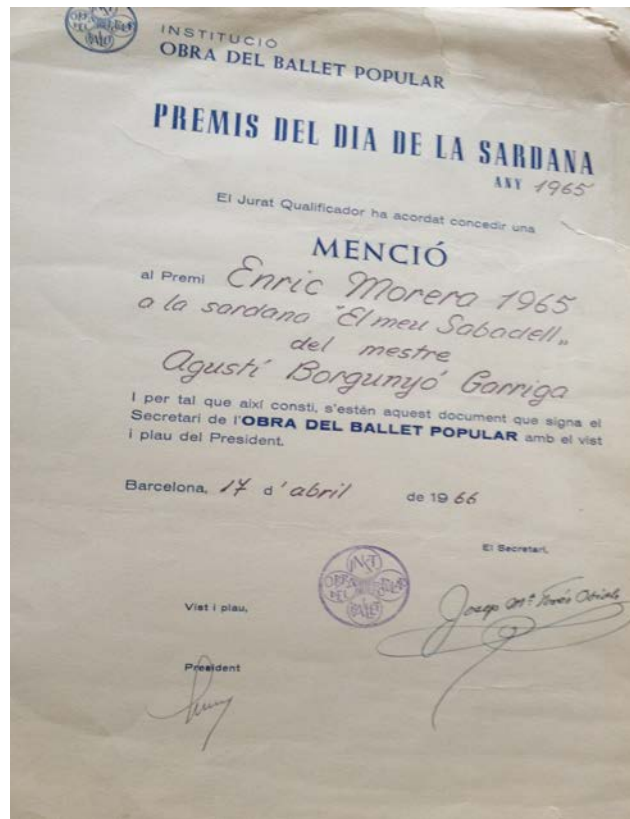 INSTITUCIÓ
OBRA DEL BALLET POPULAR
PREMIS DEL DIA DE LA SARDANA
ANY 1965
El Jurat Qualificador ha acordat concedir una
MENCIÓ
al Premi Enric Morera 1965
a la sardana "El meu Sabadell„
del mestre
Agustí Borgunyó Garriga
I per tal que així consti, s'estén aquest document que signa el
Secretari de l'OBRA DEL BALLET POPULAR amb el vist
i plau del President.
Barcelona, 17 d'abril de 1966
El Secretari,
Josep Mª
Vist i plau,
President